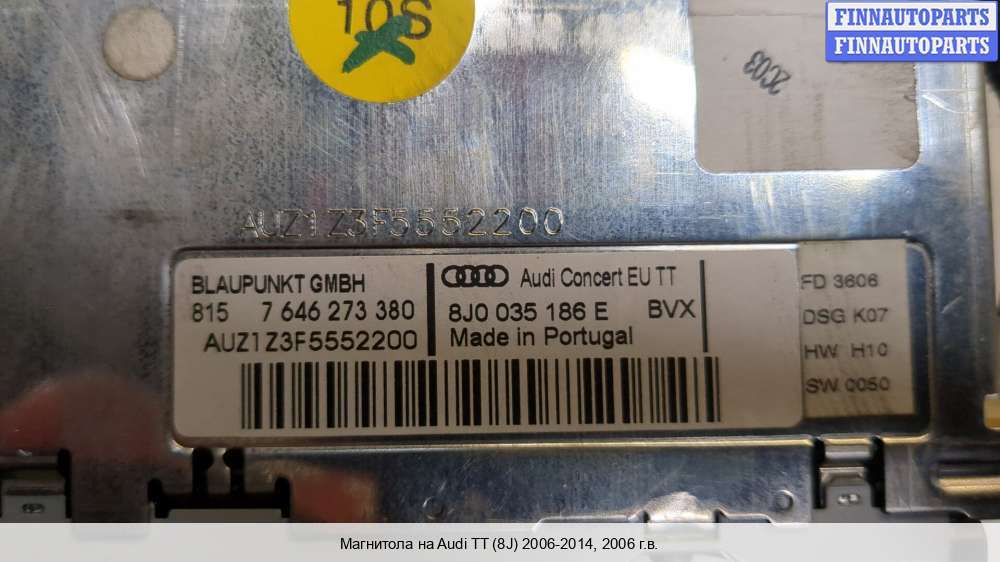 FINNAUTOPARTS
FINNAUTOPARTS
10S
2C03
AUZ1Z3F5552200
BLAUPUNKT GMBH
815 7 646 273 380
AUZ1Z3F5552200
Audi Concert EU TT
8J0 035 186 E BVX
Made in Portugal
FD 3606
DSG K07
HW H10
SW 0050
Магнитола на Audi TT (8J) 2006-2014, 2006 г.в.